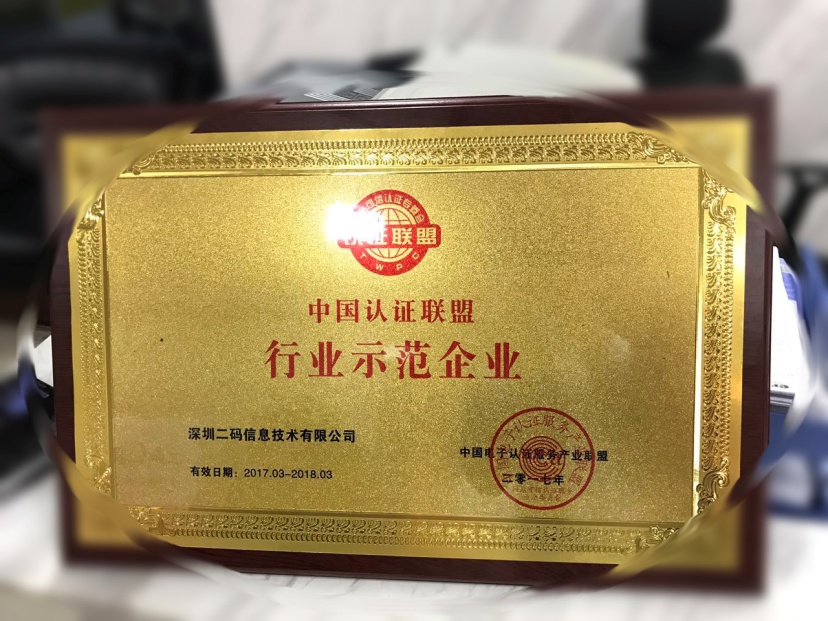 证联盟
TWPC
中国认证联盟
行业示范企业
深圳二码信息技术有限公司
有效日期：2017.03-2018.03
中国电子认证服务产业联盟
二零一七年